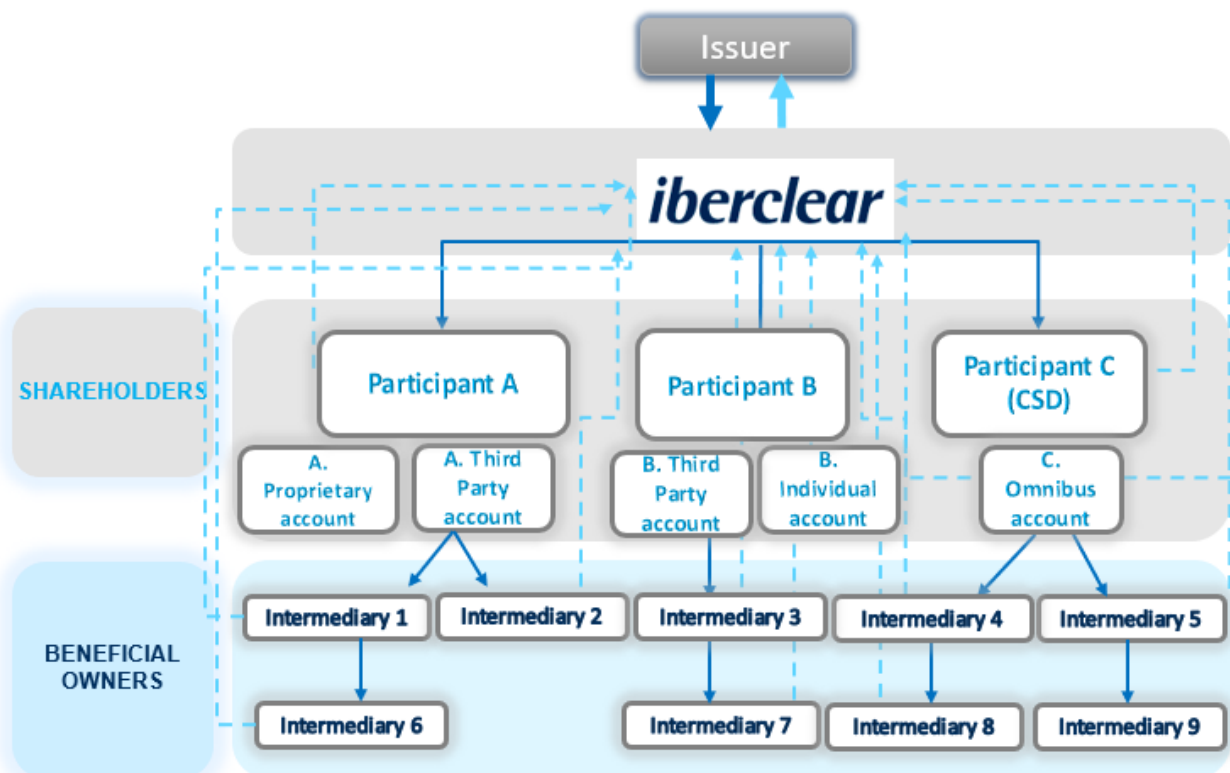 Issuer
iberclear
SHAREHOLDERS
Participant A
Participant B
Participant C
(CSD)
A.
Proprietary
account
A. Third
Party
account
B. Third
Party
account
B.
Individual
account
C.
Omnibus
account
BENEFICIAL
OWNERS
Intermediary 1
Intermediary 2
Intermediary 3
Intermediary 4
Intermediary 5
Intermediary 6
Intermediary 7
Intermediary 8
Intermediary 9